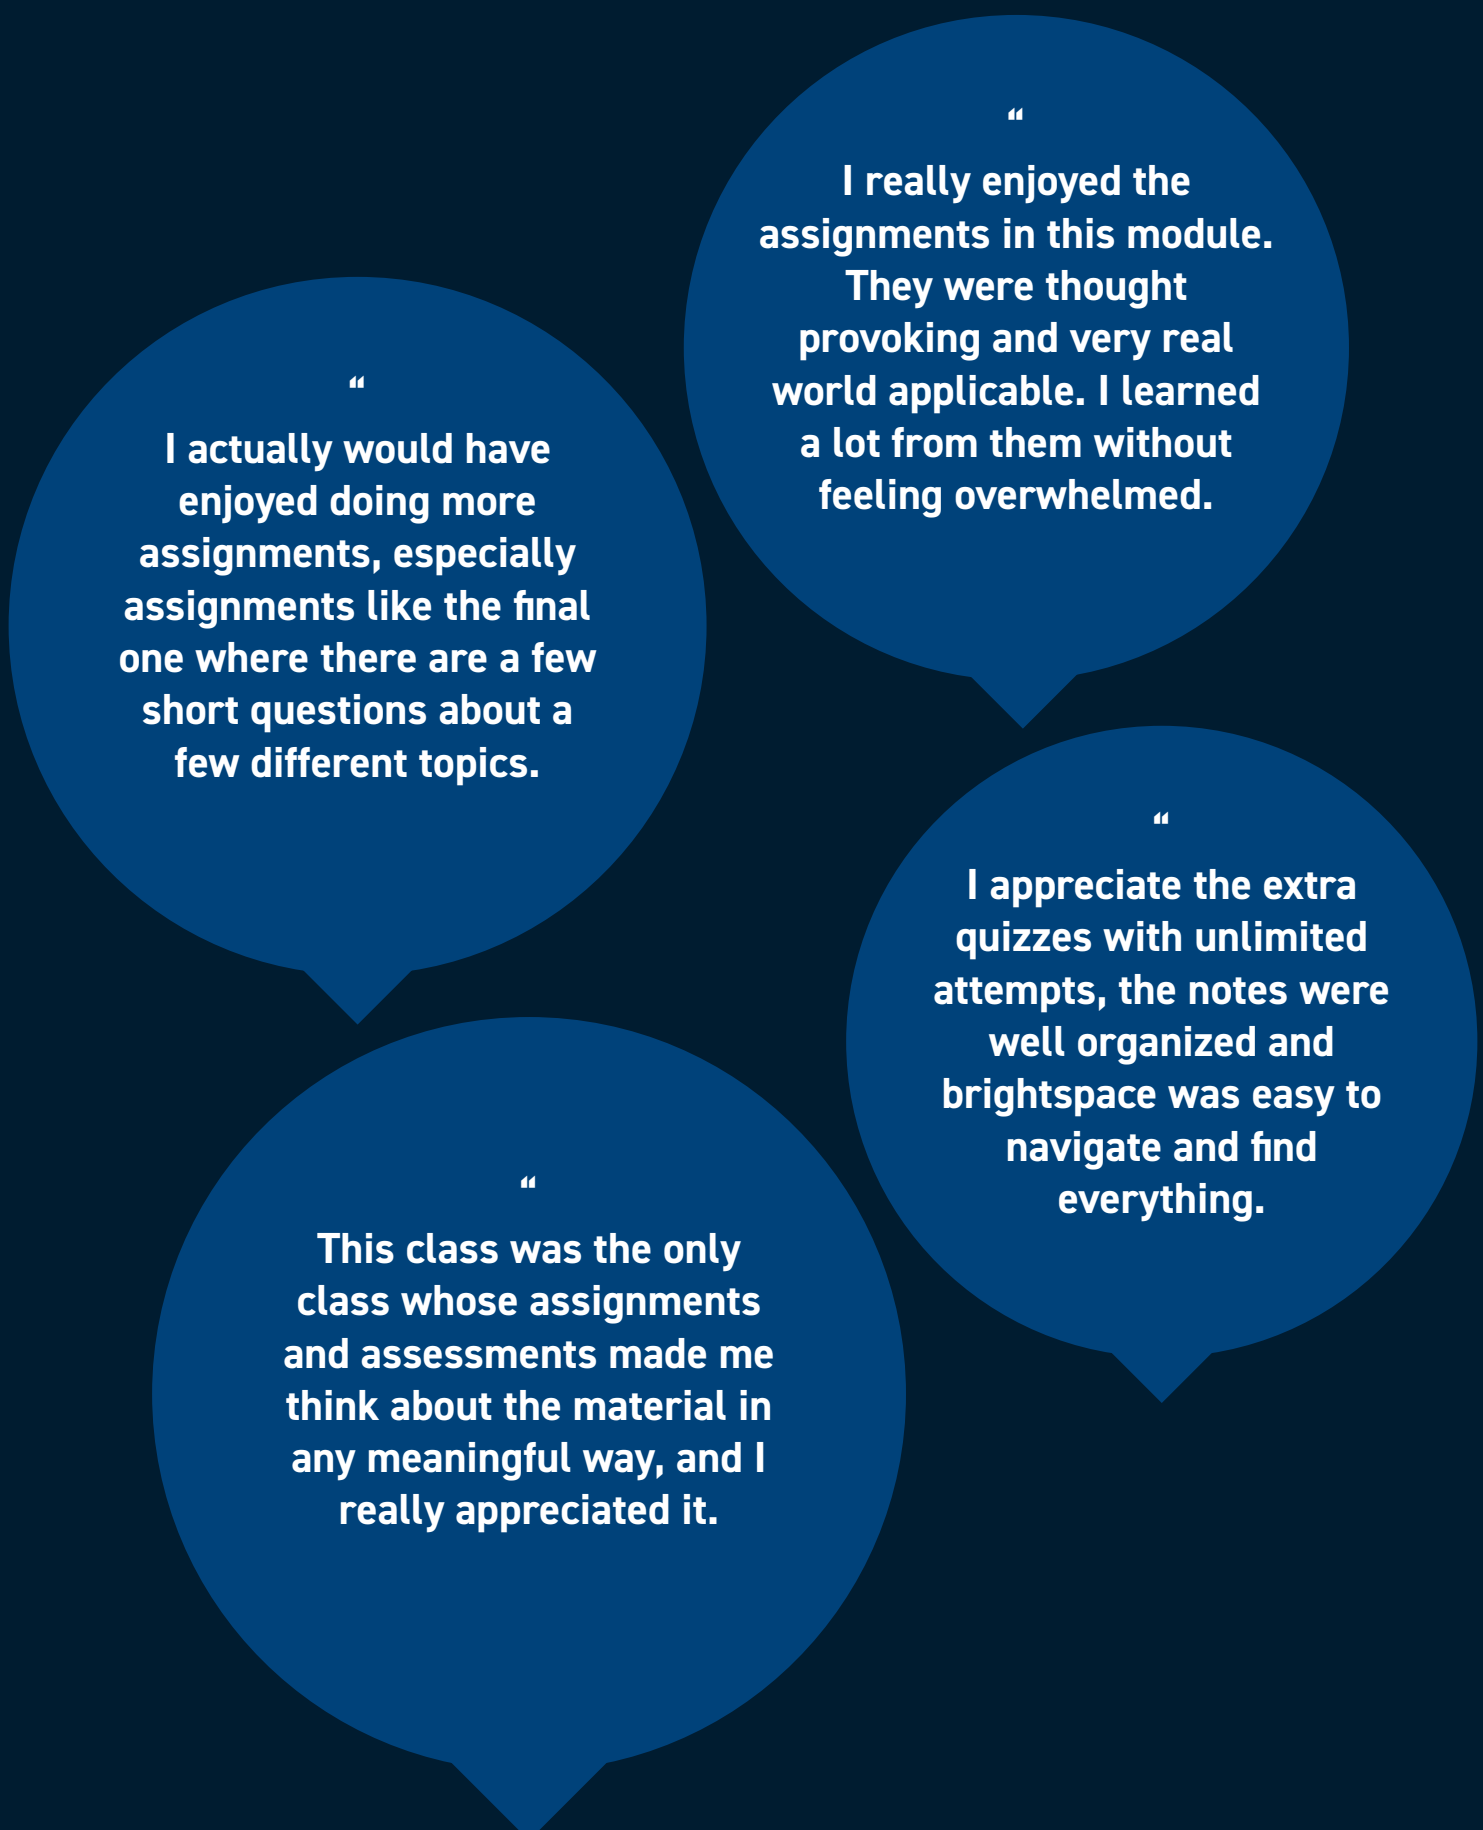 “
I really enjoyed the
assignments in this module.
They were thought
provoking and very real
world applicable. I learned
a lot from them without
feeling overwhelmed.
“
I actually would have
enjoyed doing more
assignments, especially
assignments like the final
one where there are a few
short questions about a
few different topics.
“
I appreciate the extra
quizzes with unlimited
attempts, the notes were
well organized and
brightspace was easy to
navigate and find
everything.
“
This class was the only
class whose assignments
and assessments made me
think about the material in
any meaningful way, and I
really appreciated it.